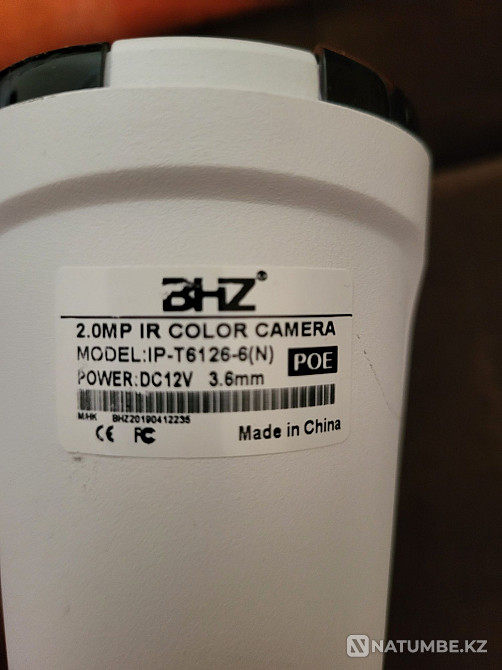 BHZ®
2.0MP IR COLOR CAMERA
MODEL:IP-T6126-6(N) POE
POWER:DC12V 3.6mm
M/HK BHZ20190412235
CE FC Made in China
NATUMBE.KZ